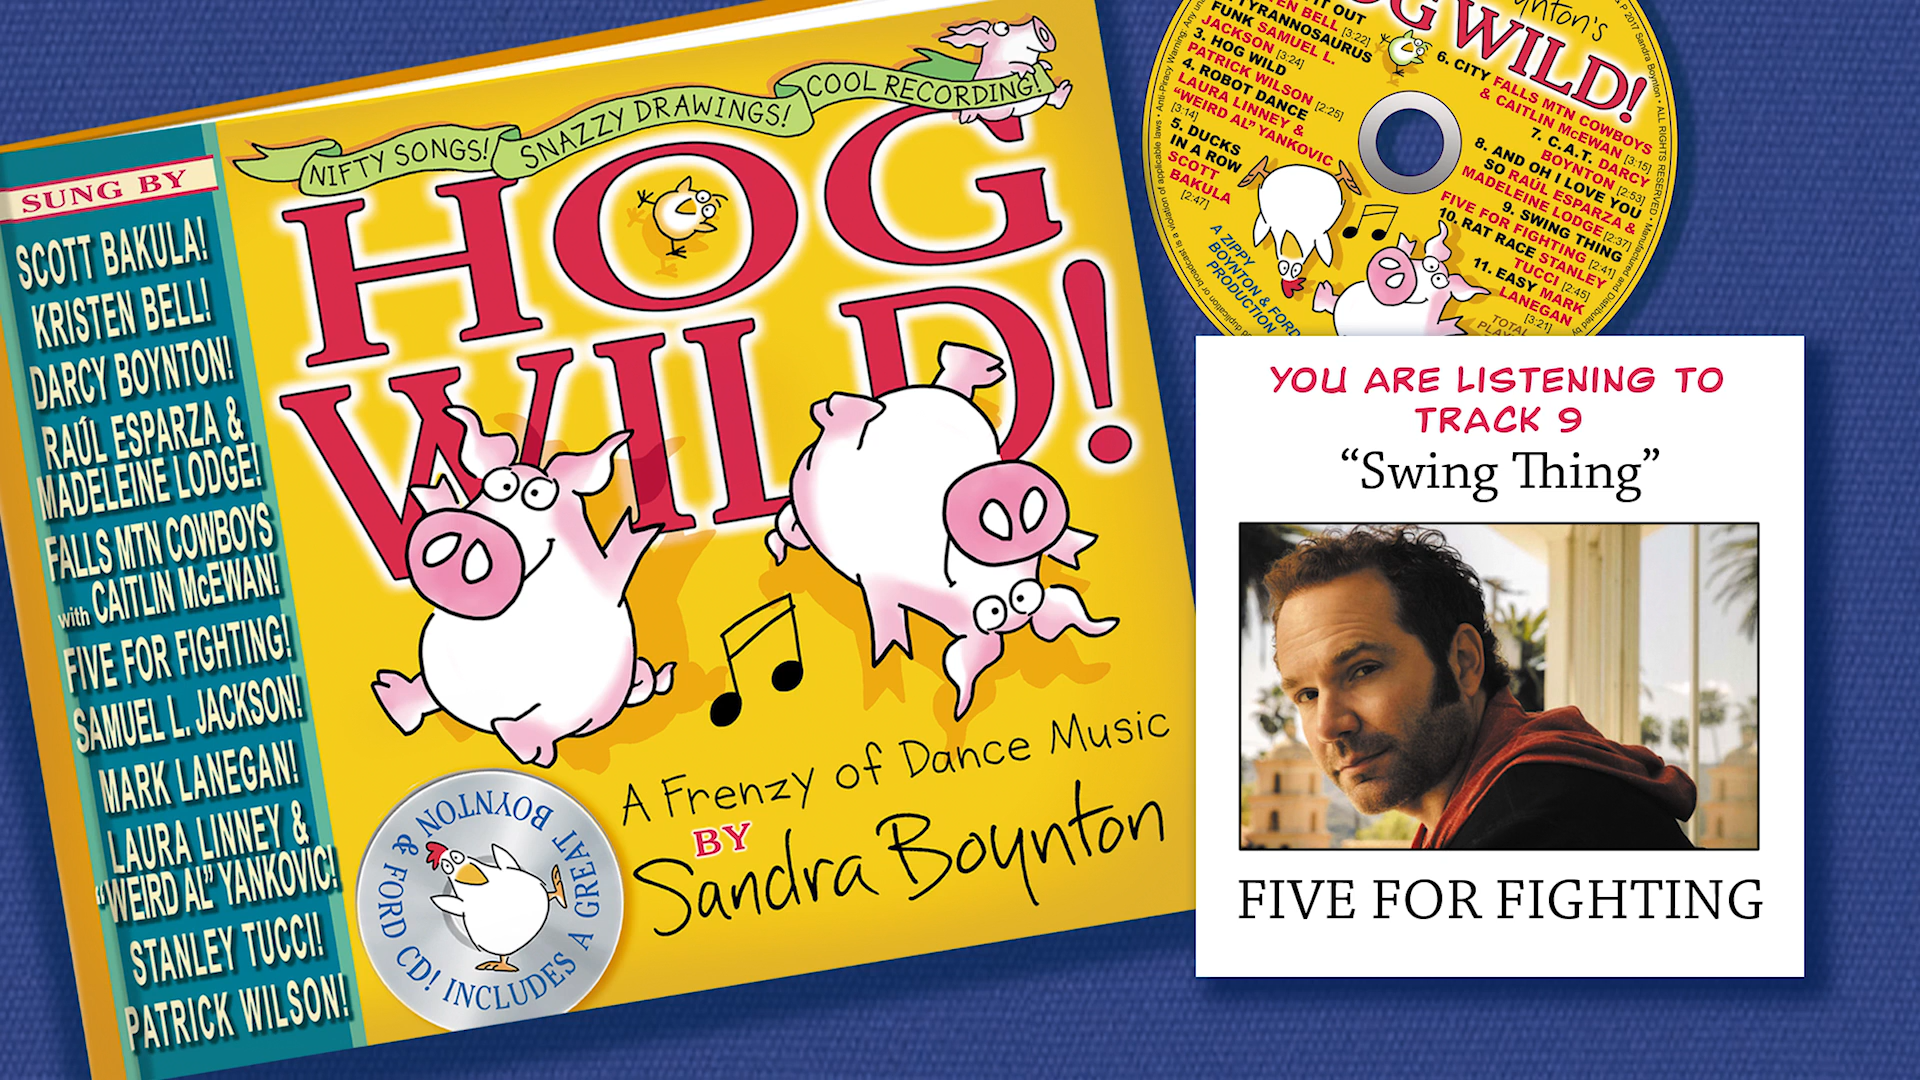 NIFTY SONGS! SNAZZY DRAWINGS! COOL RECORDING!
HOG
WILD!
SUNG BY
SCOTT BAKULA!
KRISTEN BELL!
DARCY BOYNTON!
RAÚL ESPARZA &
MADELEINE LODGE!
FALLS MTN COWBOYS
with CAITLIN McEWAN!
FIVE FOR FIGHTING!
SAMUEL L. JACKSON!
MARK LANEGAN!
LAURA LINNEY &
"WEIRD AL" YANKOVIC!
STANLEY TUCCI!
PATRICK WILSON!
A Frenzy of Dance Music
BY
Sandra Boynton
INCLUDES A GREAT BOYNTON & FORD CD!
HOG WILD!
IT OUT
BELL [3:22]
TYRANNOSAURUS
FUNK SAMUEL L.
JACKSON [3:24]
3. HOG WILD
PATRICK WILSON [2:25]
4. ROBOT DANCE
LAURA LINNEY &
"WEIRD AL" YANKOVIC
[3:14]
5. DUCKS
IN A ROW
SCOTT
BAKULA
[2:47]
6. CITY FALLS MTN COWBOYS
& CAITLIN McEWAN [3:15]
7. C.A.T. DARCY
BOYNTON [2:53]
8. AND OH I LOVE YOU
SO RAÚL ESPARZA &
MADELEINE LODGE [2:37]
9. SWING THING
FIVE FOR FIGHTING [2:41]
10. RAT RACE STANLEY
TUCCI [2:45]
11. EASY MARK
LANEGAN
[3:21]
TOTAL
A ZIPPY
BOYNTON & FORD
PRODUCTION
YOU ARE LISTENING TO
TRACK 9
“Swing Thing”
FIVE FOR FIGHTING